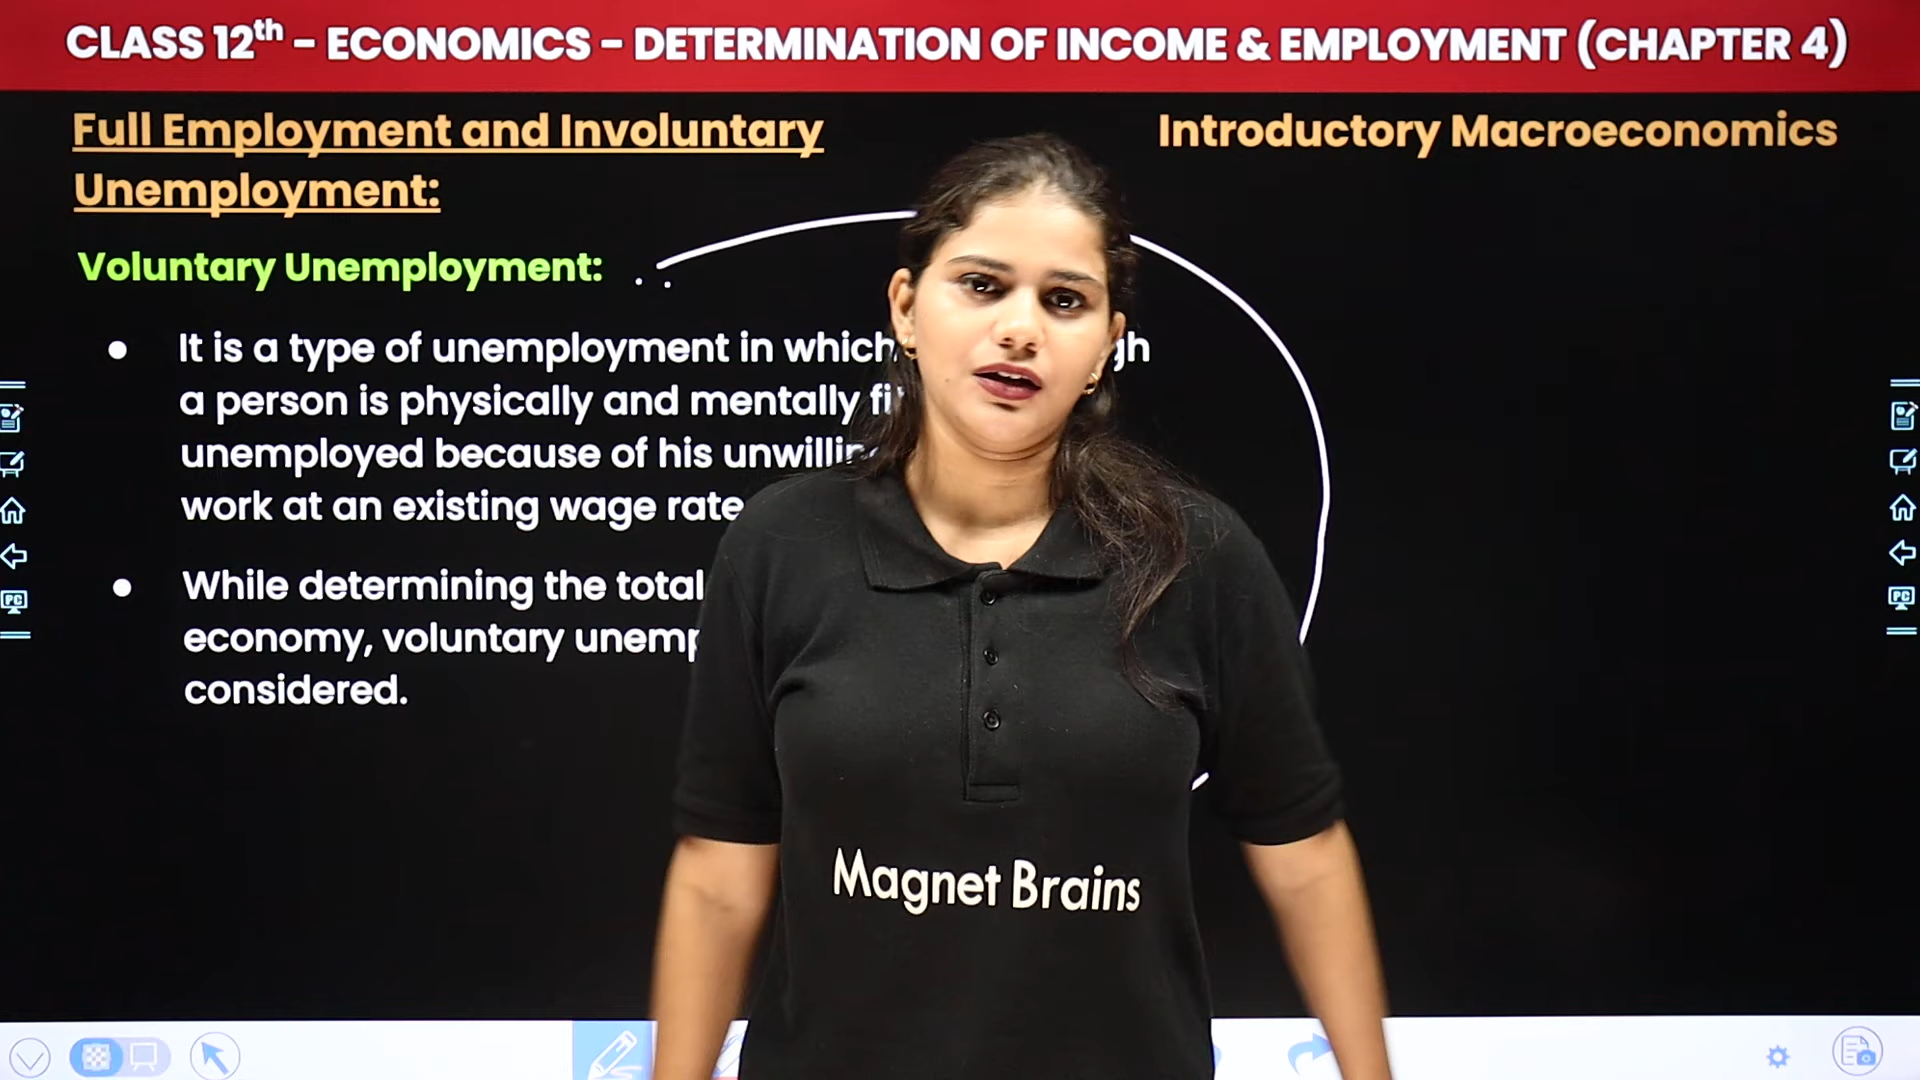 CLASS 12th - ECONOMICS - DETERMINATION OF INCOME & EMPLOYMENT (CHAPTER 4)
Full Employment and Involuntary
Unemployment:
Introductory Macroeconomics
Voluntary Unemployment:
It is a type of unemployment in which
a person is physically and mentally
unemployed because of his
work at an existing wage rate
While determining the total
economy, voluntary
considered.
Magnet Brains
PC
PC